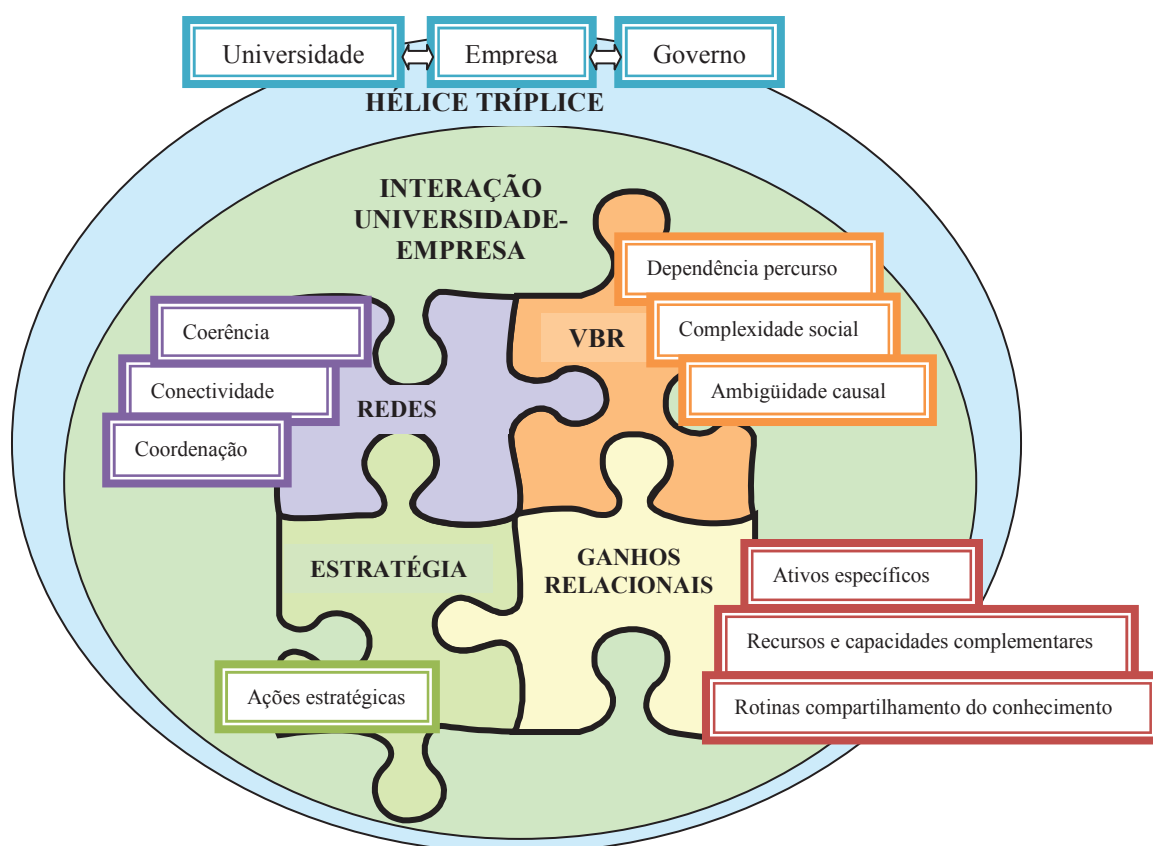 Universidade
Empresa
Governo
HÉLICE TRÍPLICE
INTERAÇÃO
UNIVERSIDADE-
EMPRESA
Dependência percurso
Complexidade social
Ambigüidade causal
VBR
Coerência
Conectividade
Coordenação
REDES
ESTRATÉGIA
GANHOS
RELACIONAIS
Ativos específicos
Recursos e capacidades complementares
Rotinas compartilhamento do conhecimento
Ações estratégicas